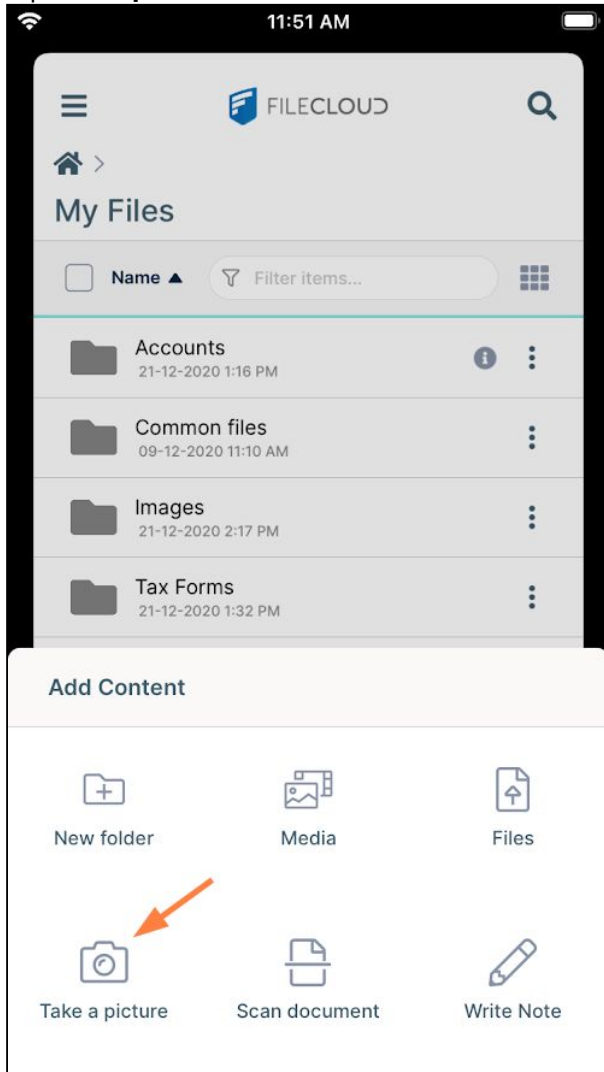 11:51 AM
FILECLOUD
My Files
Name ▲ Filter items...
Accounts
21-12-2020 1:16 PM
Common files
09-12-2020 11:10 AM
Images
21-12-2020 2:17 PM
Tax Forms
21-12-2020 1:32 PM
Add Content
New folder Media Files
Take a picture Scan document Write Note